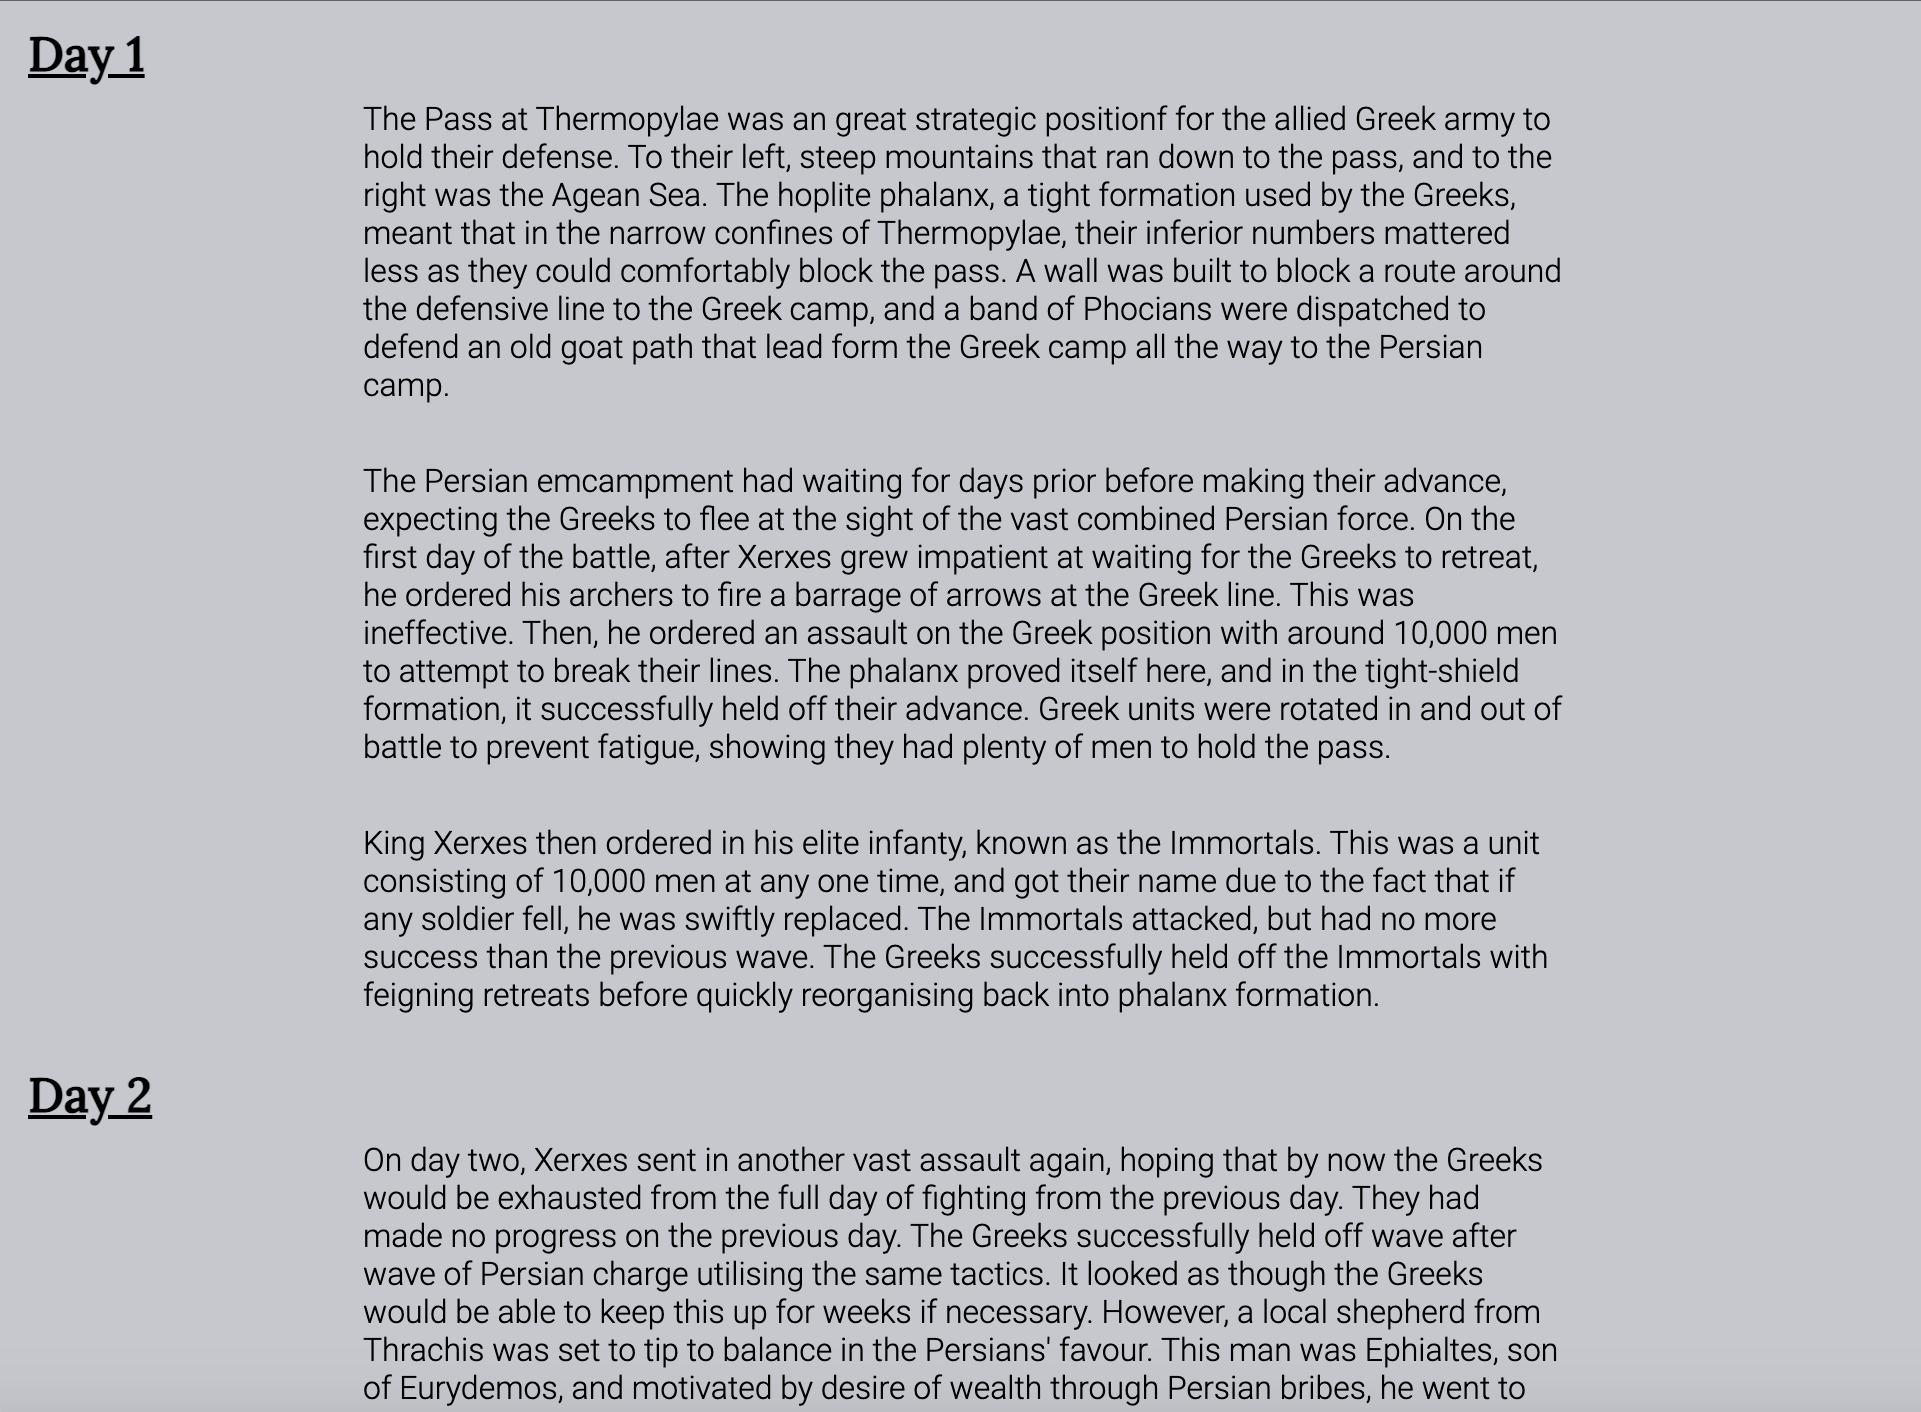 Day 1
The Pass at Thermopylae was an great strategic positionf for the allied Greek army to
hold their defense. To their left, steep mountains that ran down to the pass, and to the
right was the Agean Sea. The hoplite phalanx, a tight formation used by the Greeks,
meant that in the narrow confines of Thermopylae, their inferior numbers mattered
less as they could comfortably block the pass. A wall was built to block a route around
the defensive line to the Greek camp, and a band of Phocians were dispatched to
defend an old goat path that lead form the Greek camp all the way to the Persian
camp.
The Persian emcampment had waiting for days prior before making their advance,
expecting the Greeks to flee at the sight of the vast combined Persian force. On the
first day of the battle, after Xerxes grew impatient at waiting for the Greeks to retreat,
he ordered his archers to fire a barrage of arrows at the Greek line. This was
ineffective. Then, he ordered an assault on the Greek position with around 10,000 men
to attempt to break their lines. The phalanx proved itself here, and in the tight-shield
formation, it successfully held off their advance. Greek units were rotated in and out of
battle to prevent fatigue, showing they had plenty of men to hold the pass.
King Xerxes then ordered in his elite infanty, known as the Immortals. This was a unit
consisting of 10,000 men at any one time, and got their name due to the fact that if
any soldier fell, he was swiftly replaced. The Immortals attacked, but had no more
success than the previous wave. The Greeks successfully held off the Immortals with
feigning retreats before quickly reorganising back into phalanx formation.
Day 2
On day two, Xerxes sent in another vast assault again, hoping that by now the Greeks
would be exhausted from the full day of fighting from the previous day. They had
made no progress on the previous day. The Greeks successfully held off wave after
wave of Persian charge utilising the same tactics. It looked as though the Greeks
would be able to keep this up for weeks if necessary. However, a local shepherd from
Thrachis was set to tip to balance in the Persians' favour. This man was Ephialtes, son
of Eurydemos, and motivated by desire of wealth through Persian bribes, he went to